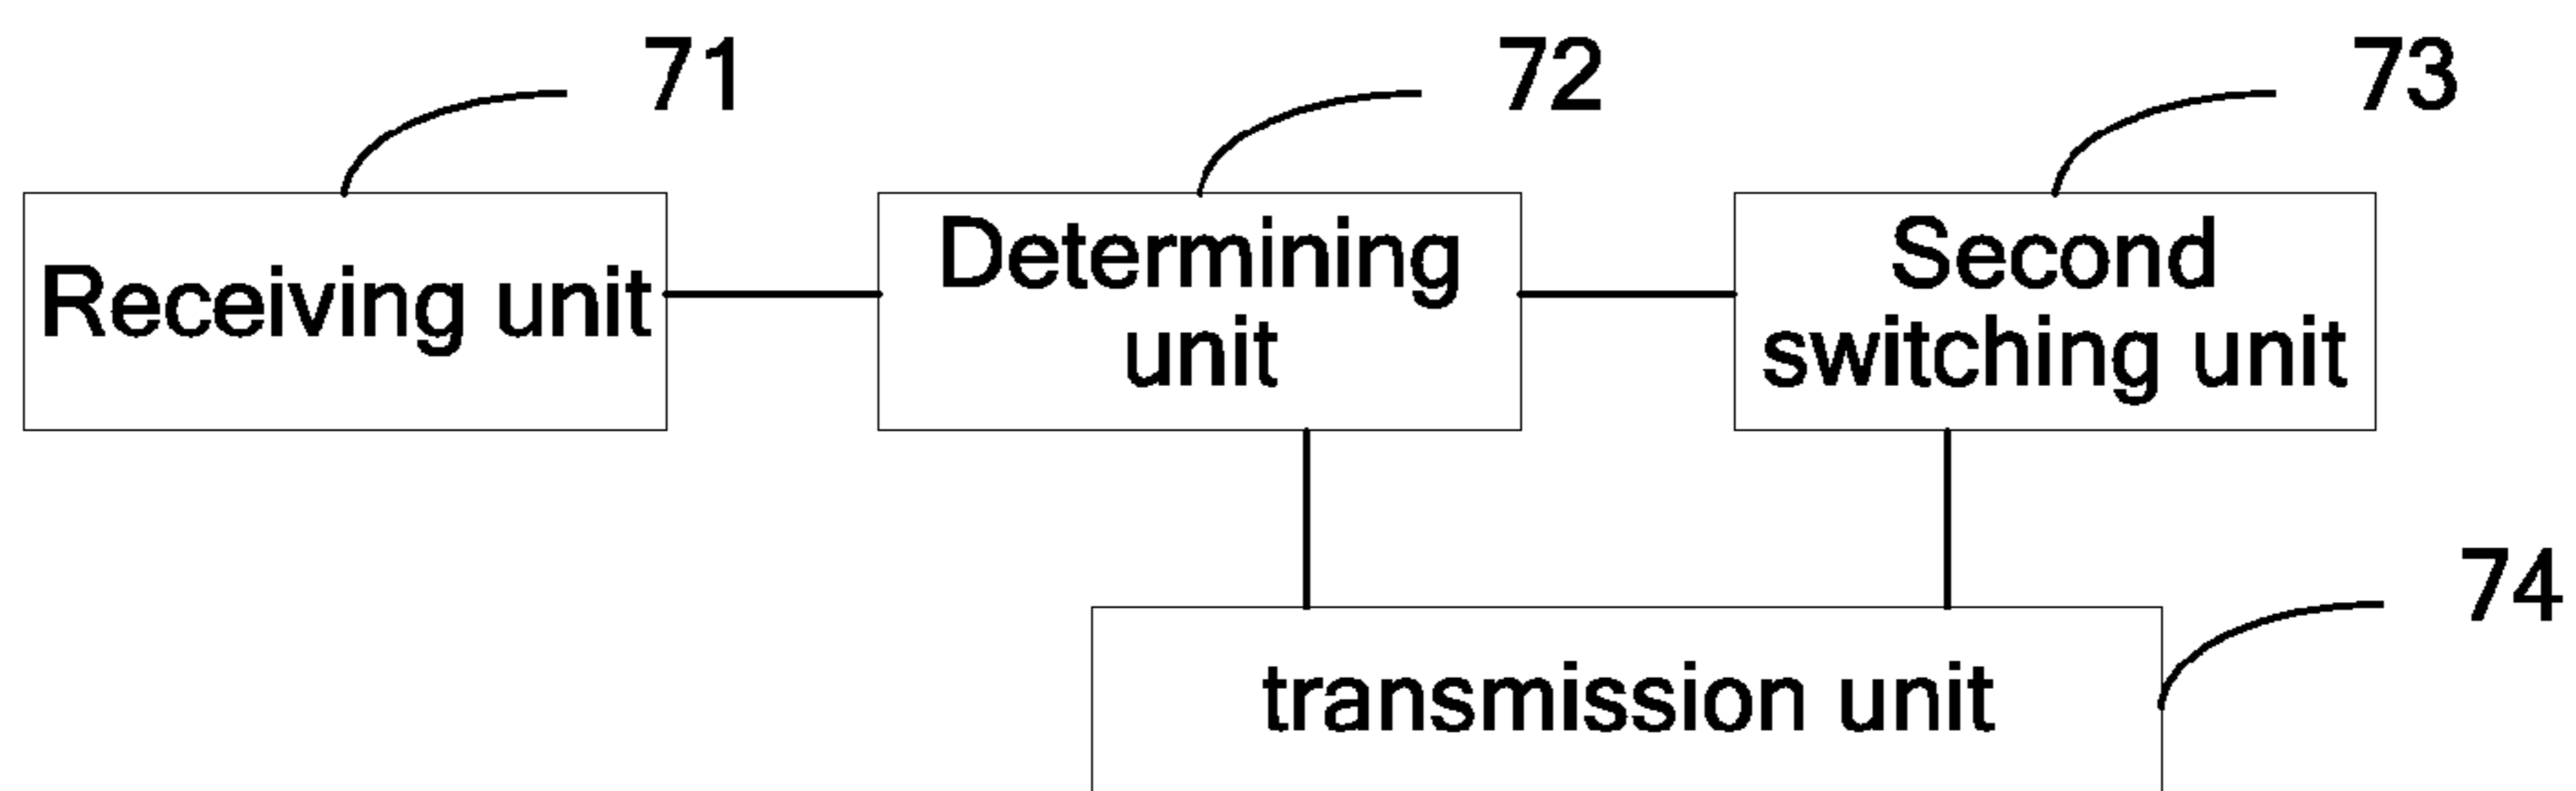 71
72
73
Receiving unit
Determining
unit
Second
switching unit
74
transmission unit